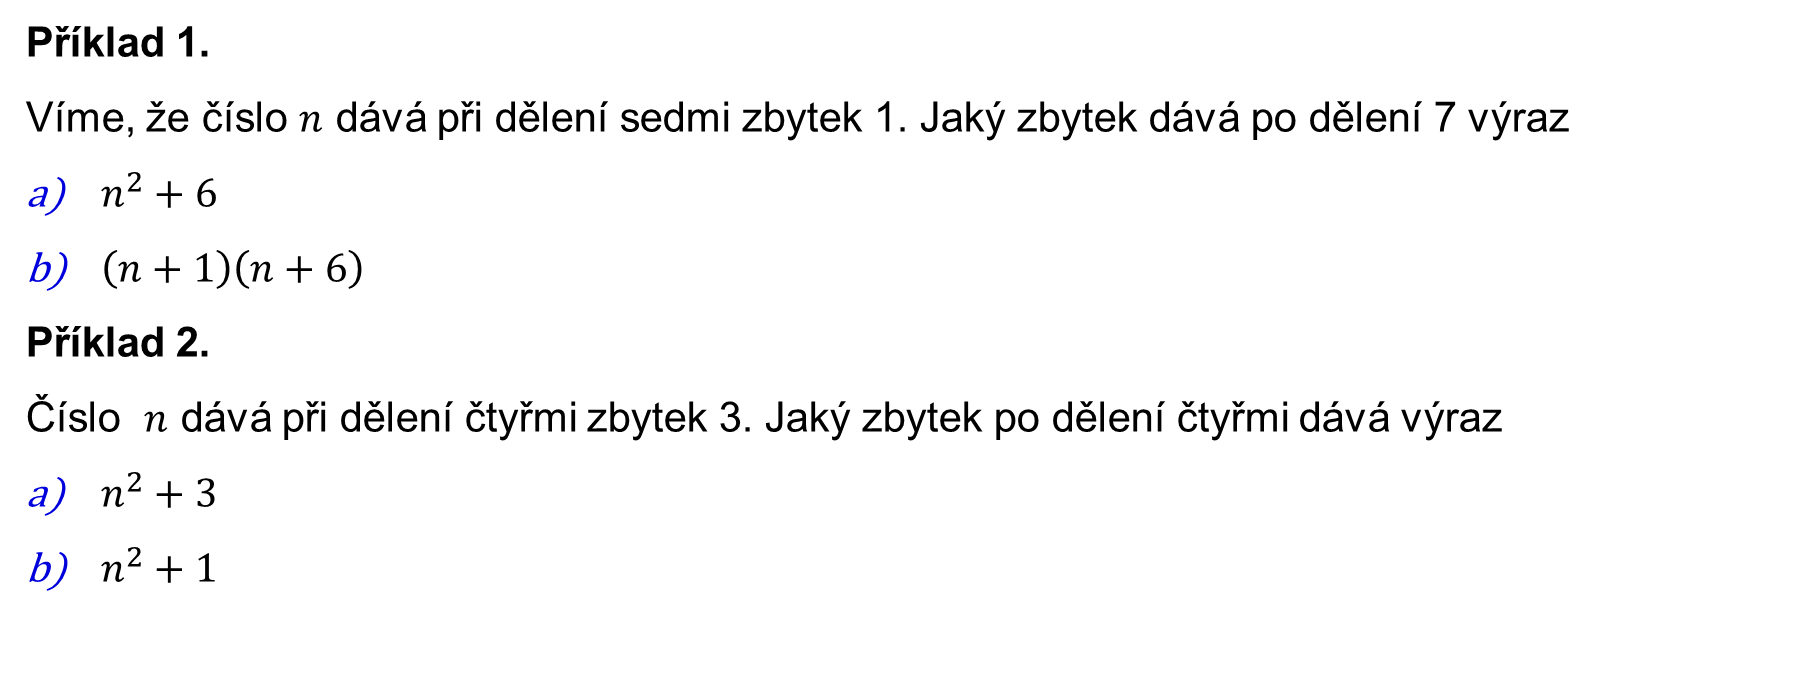 Příklad 1.
Víme, že číslo n dává při dělení sedmi zbytek 1. Jaký zbytek dává po dělení 7 výraz
a) n² + 6
b) (n + 1)(n + 6)
Příklad 2.
Číslo n dává při dělení čtyřmi zbytek 3. Jaký zbytek po dělení čtyřmi dává výraz
a) n² + 3
b) n² + 1